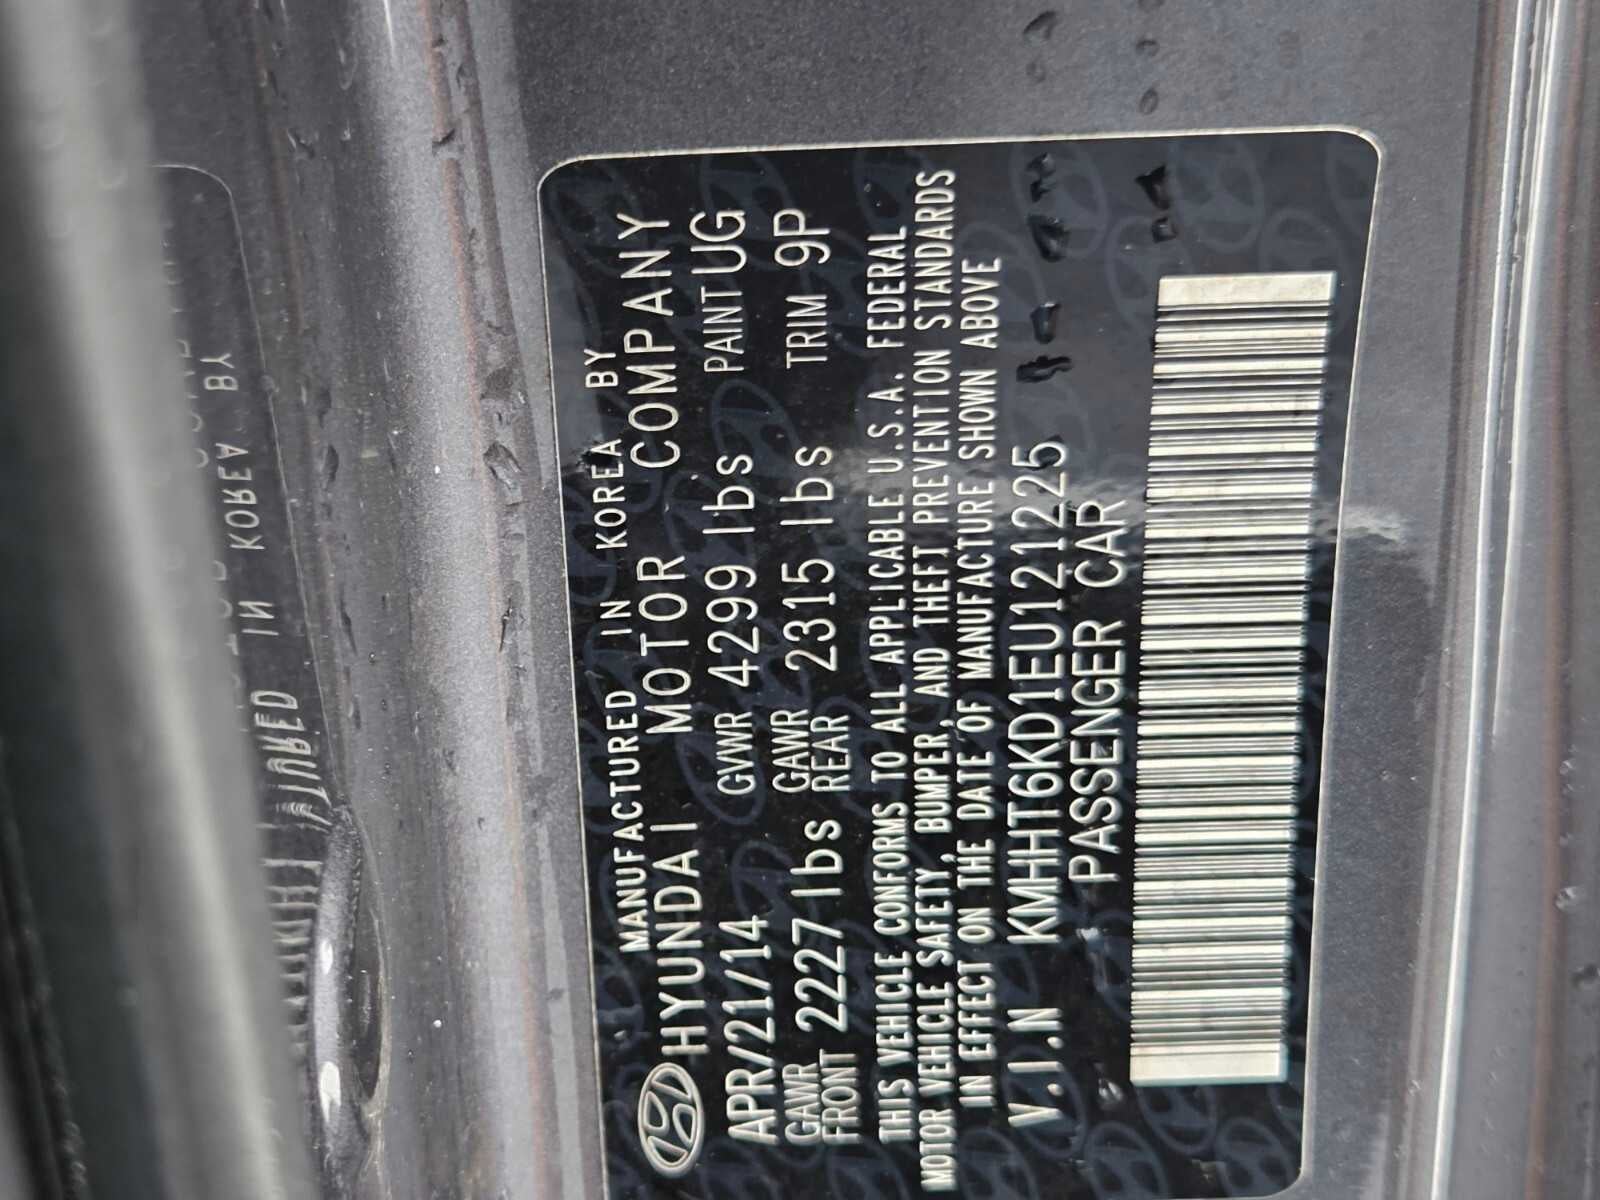 MANUFACTURED IN KOREA BY
HYUNDAI MOTOR COMPANY
APR/21/14 GVWR 4299 lbs PAINT UG
GAWR FRONT 2227 lbs GAWR REAR 2315 lbs TRIM 9P
THIS VEHICLE CONFORMS TO ALL APPLICABLE U.S.A. FEDERAL
MOTOR VEHICLE SAFETY, BUMPER, AND THEFT PREVENTION STANDARDS
IN EFFECT ON THE DATE OF MANUFACTURE SHOWN ABOVE
V.I.N KMHHT6KD1EU121225
PASSENGER CAR